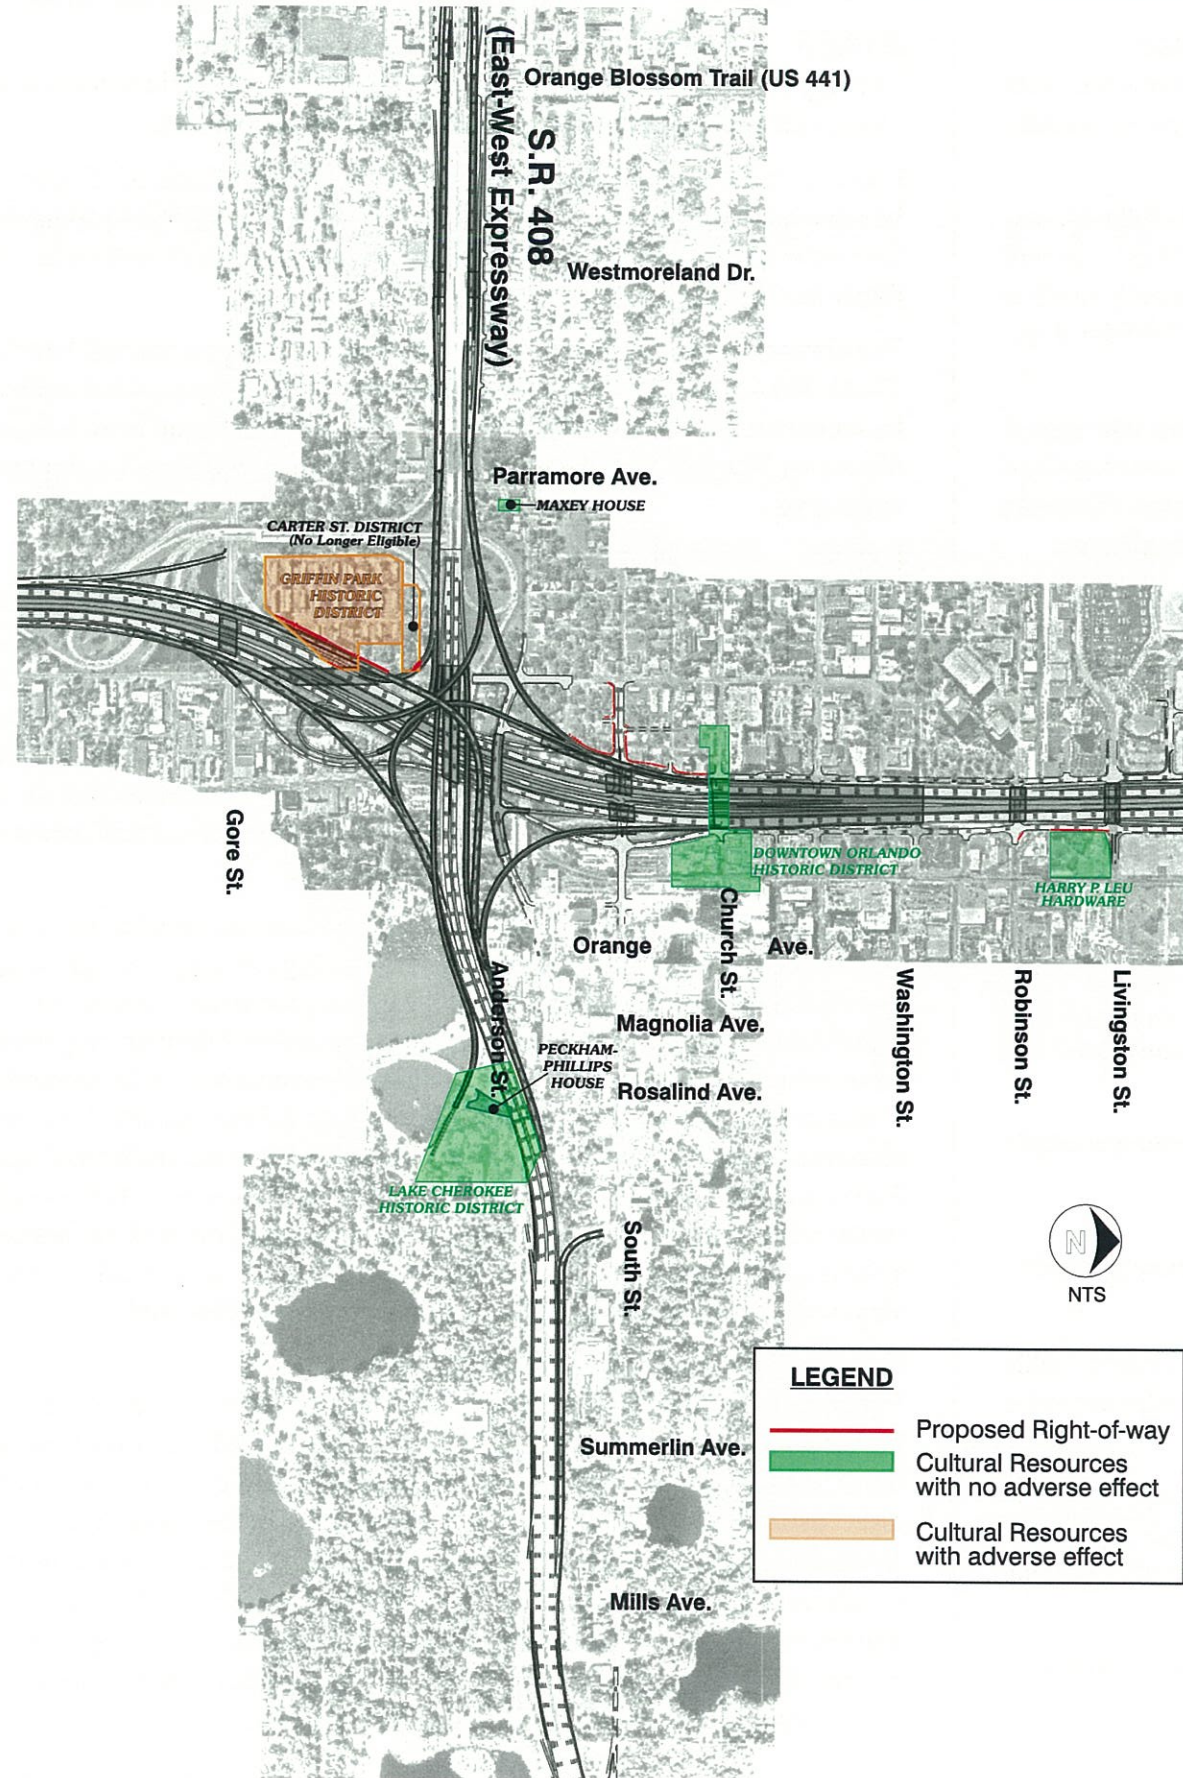 Orange Blossom Trail (US 441)
S.R. 408
(East-West Expressway)
Westmoreland Dr.
Parramore Ave.
MAXEY HOUSE
CARTER ST. DISTRICT
(No Longer Eligible)
GRIFFIN PARK
HISTORIC
DISTRICT
Gore St.
DOWNTOWN ORLANDO
HISTORIC DISTRICT
HARRY P. LEU
HARDWARE
Church St.
Orange Ave.
Anderson St.
Washington St.
Robinson St.
Livingston St.
Magnolia Ave.
PECKHAM-
PHILLIPS
HOUSE
Rosalind Ave.
LAKE CHEROKEE
HISTORIC DISTRICT
South St.
N
NTS
LEGEND
Proposed Right-of-way
Cultural Resources
with no adverse effect
Cultural Resources
with adverse effect
Summerlin Ave.
Mills Ave.